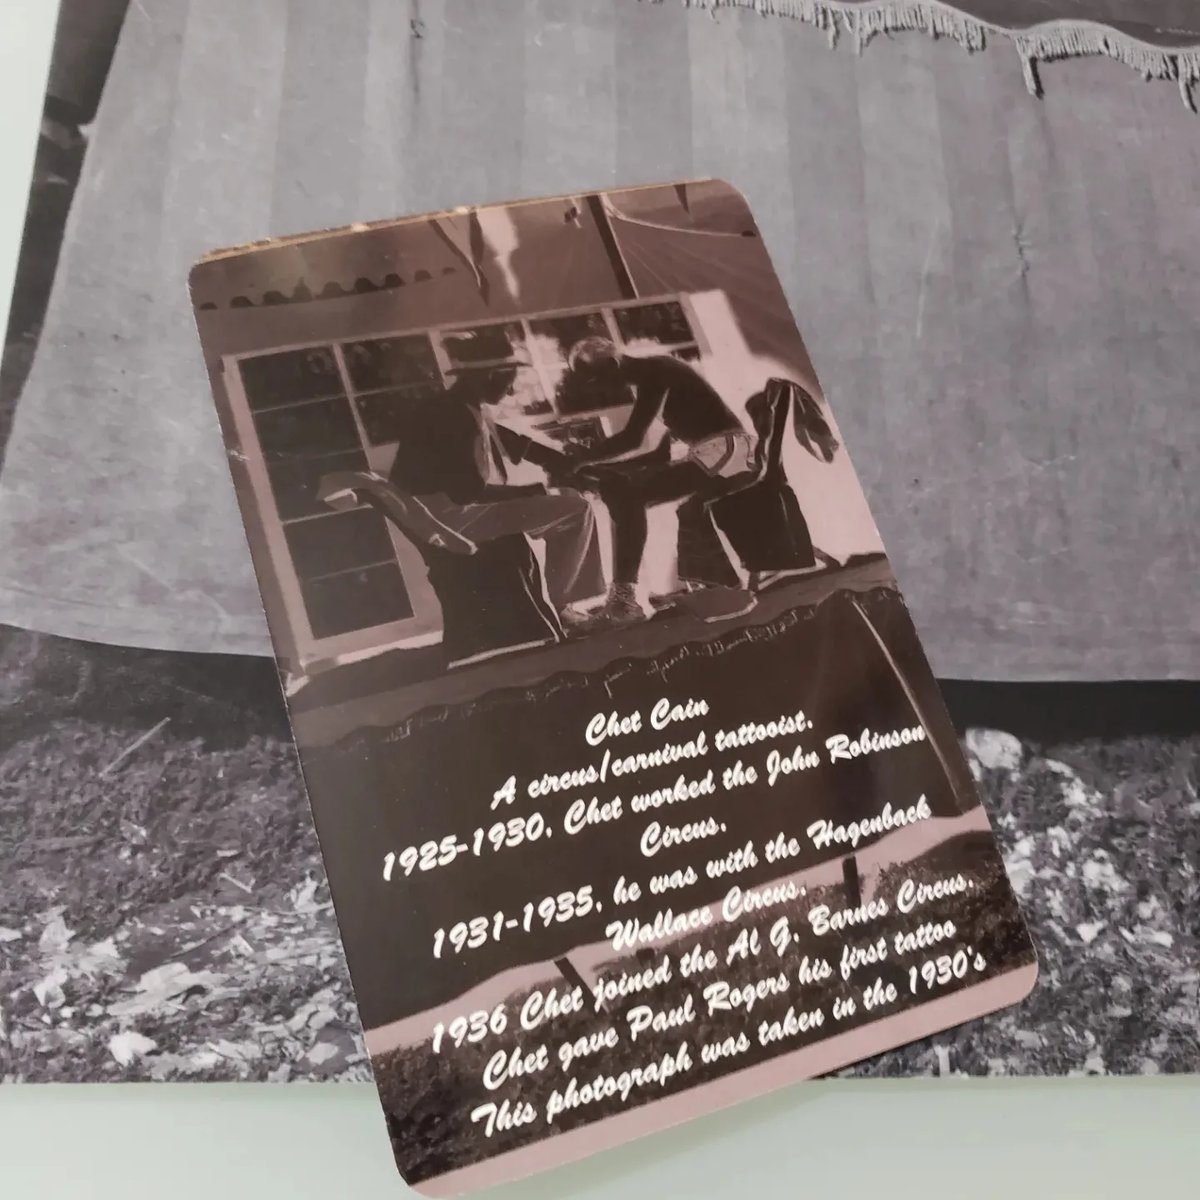 Chet Cain
A circus/carnival tattooist.
1925-1930, Chet worked the John Robinson
Circus.
1931-1935, he was with the Hagenback
Wallace Circus.
1936 Chet joined the Al G. Barnes Circus.
Chet gave Paul Rogers his first tattoo
This photograph was taken in the 1930's